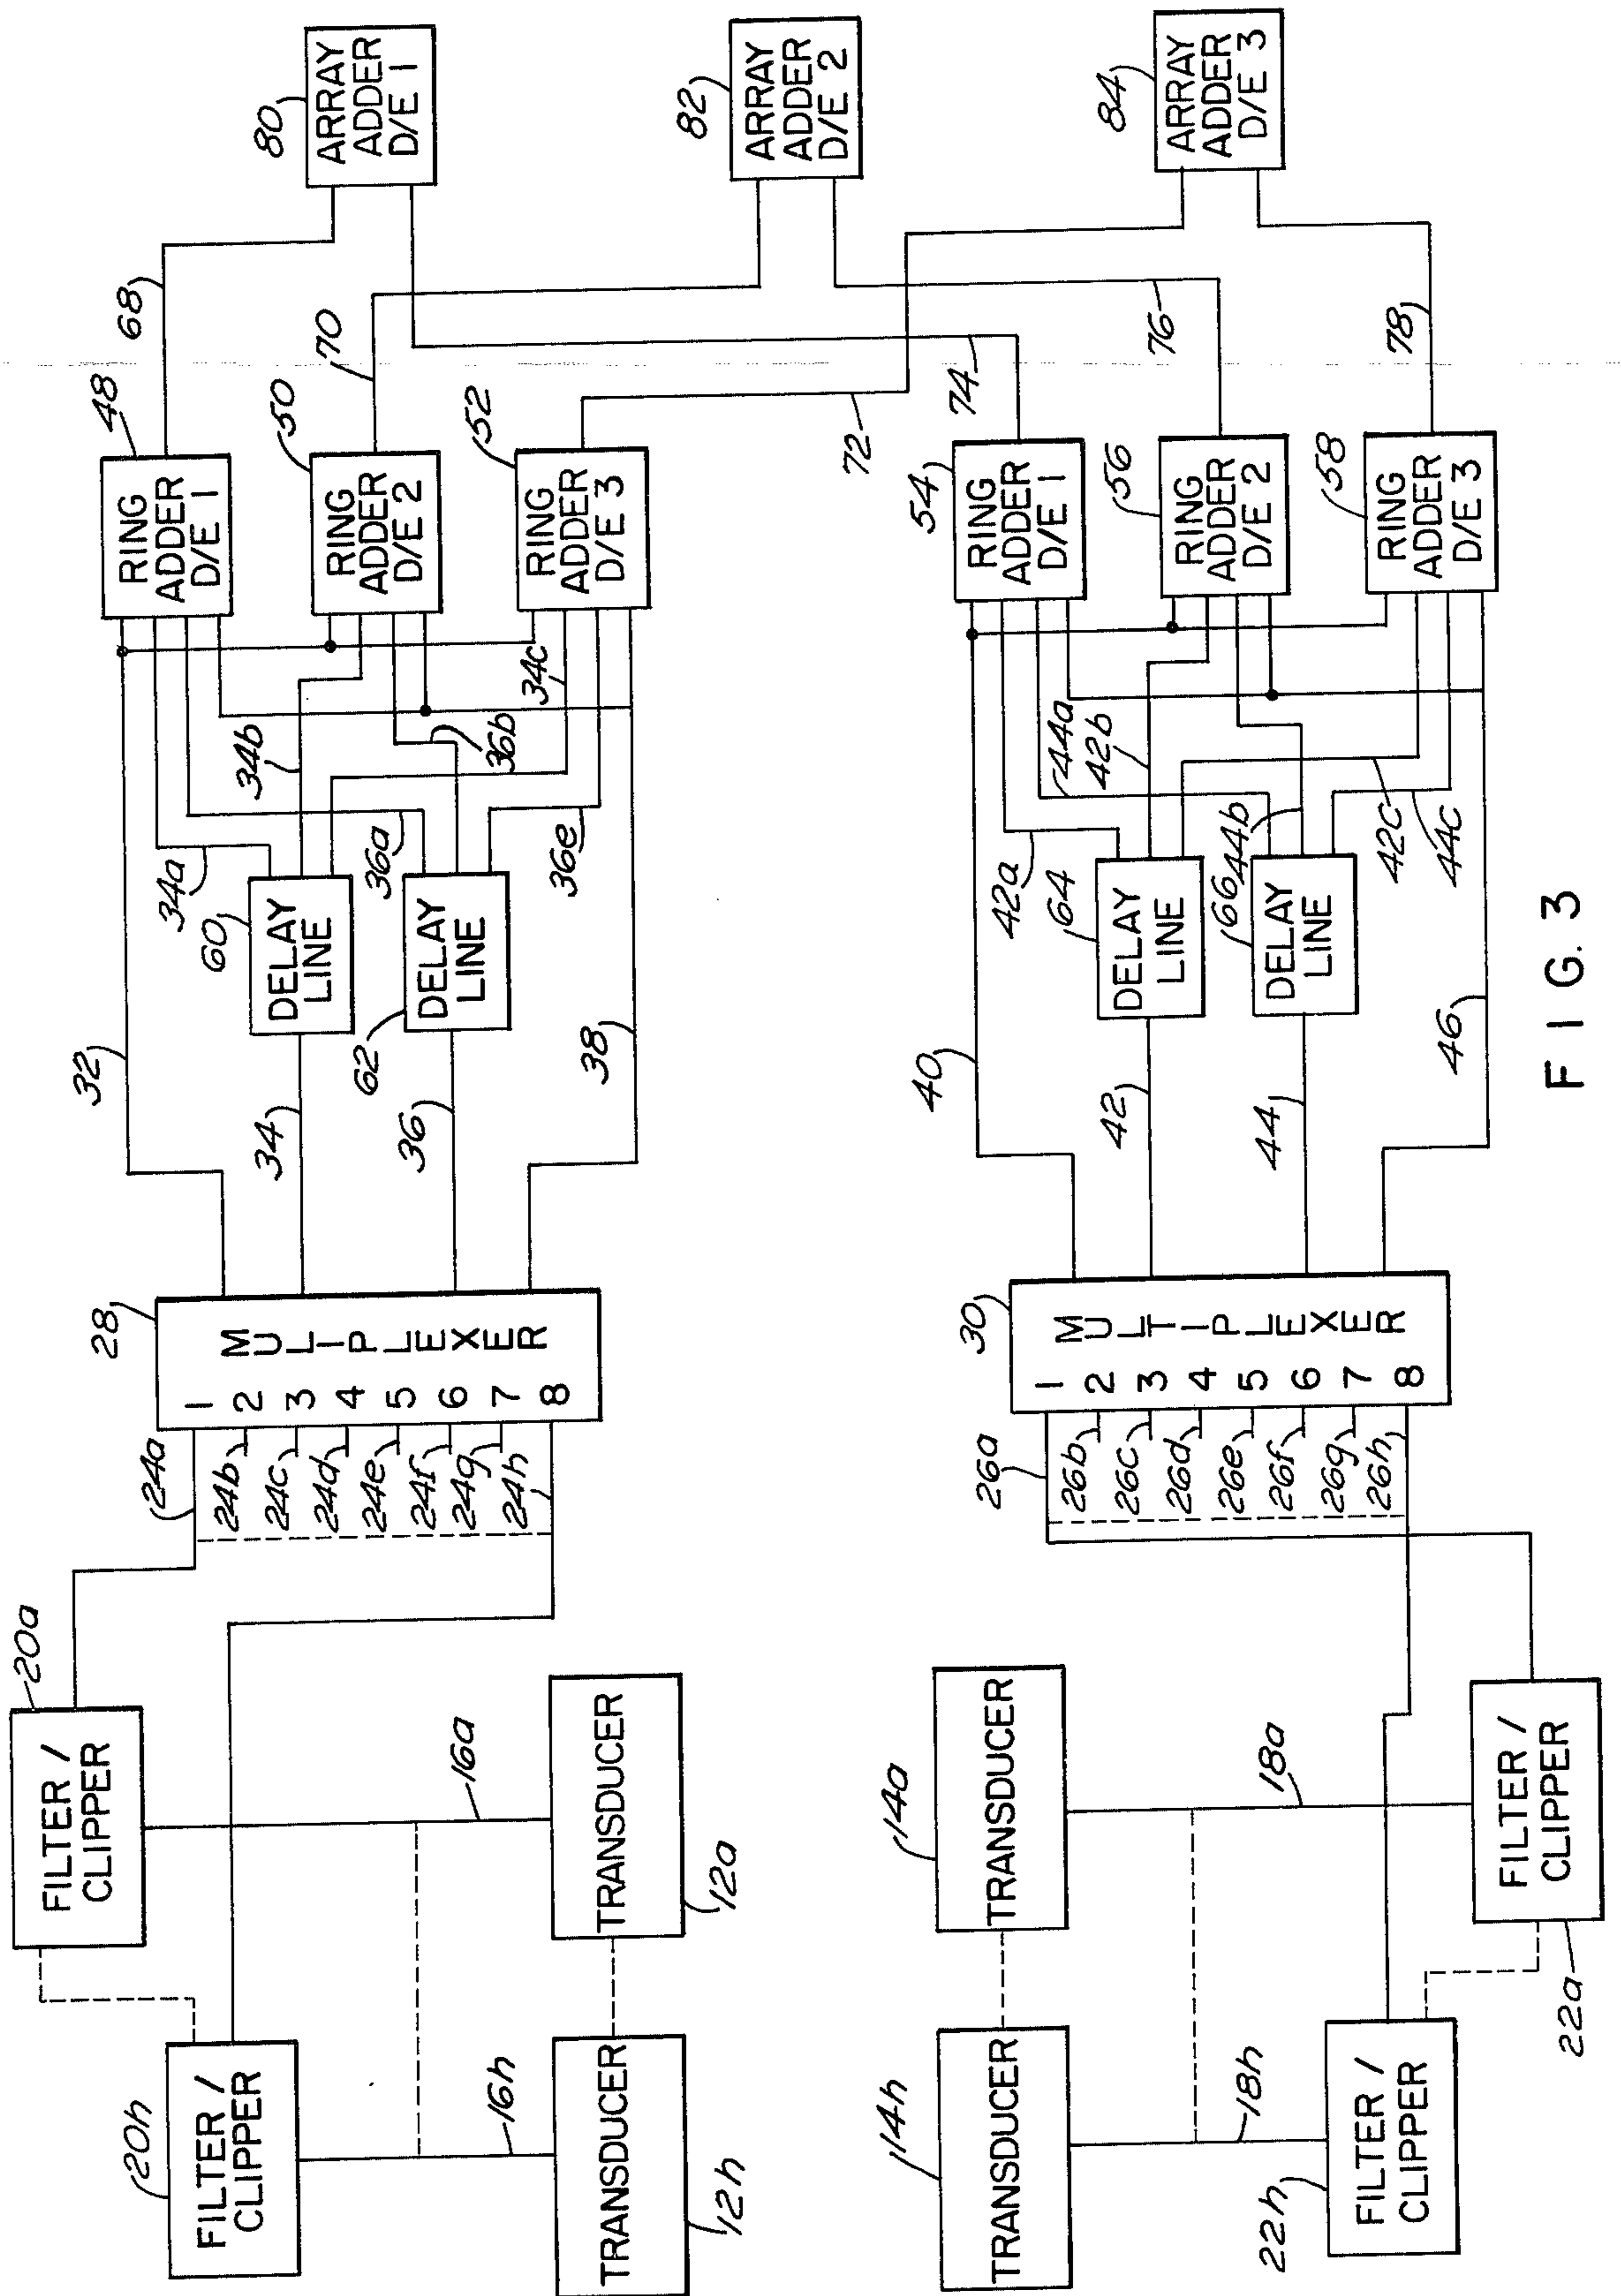 20a
FILTER /
CLIPPER
20h
FILTER /
CLIPPER
16a
16h
TRANSDUCER
12a
TRANSDUCER
12h
24a
24b
24c
24d
24e
24f
24g
24h
28
1
2
3
4
5
6
7
8
MULIPLEXER
32
34
36
38
60
DELAY
LINE
62
DELAY
LINE
34a
34b
34c
36a
36b
36e
48
RING
ADDER
D/E 1
50
RING
ADDER
D/E 2
52
RING
ADDER
D/E 3
68
70
72
80
ARRAY
ADDER
D/E 1
82
ARRAY
ADDER
D/E 2
84
ARRAY
ADDER
D/E 3
14a
TRANSDUCER
14h
TRANSDUCER
18a
18h
FILTER /
CLIPPER
22a
FILTER /
CLIPPER
22h
26a
26b
26c
26d
26e
26f
26g
26h
30
1
2
3
4
5
6
7
8
MULTIPLEXER
40
42
44
46
64
DELAY
LINE
66
DELAY
LINE
42a
44a
42b
44b
42c
44c
54
RING
ADDER
D/E 1
56
RING
ADDER
D/E 2
58
RING
ADDER
D/E 3
74
76
78
FIG. 3